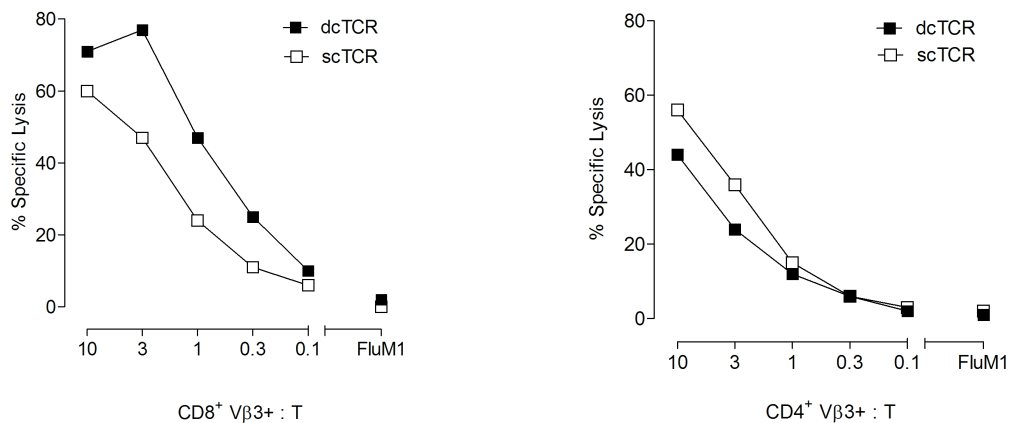 80
60
40
20
0
% Specific Lysis
dcTCR
scTCR
10 3 1 0.3 0.1 FluM1
CD8⁺ Vβ3+ : T
80
60
40
20
0
% Specific Lysis
dcTCR
scTCR
10 3 1 0.3 0.1 FluM1
CD4⁺ Vβ3+ : T